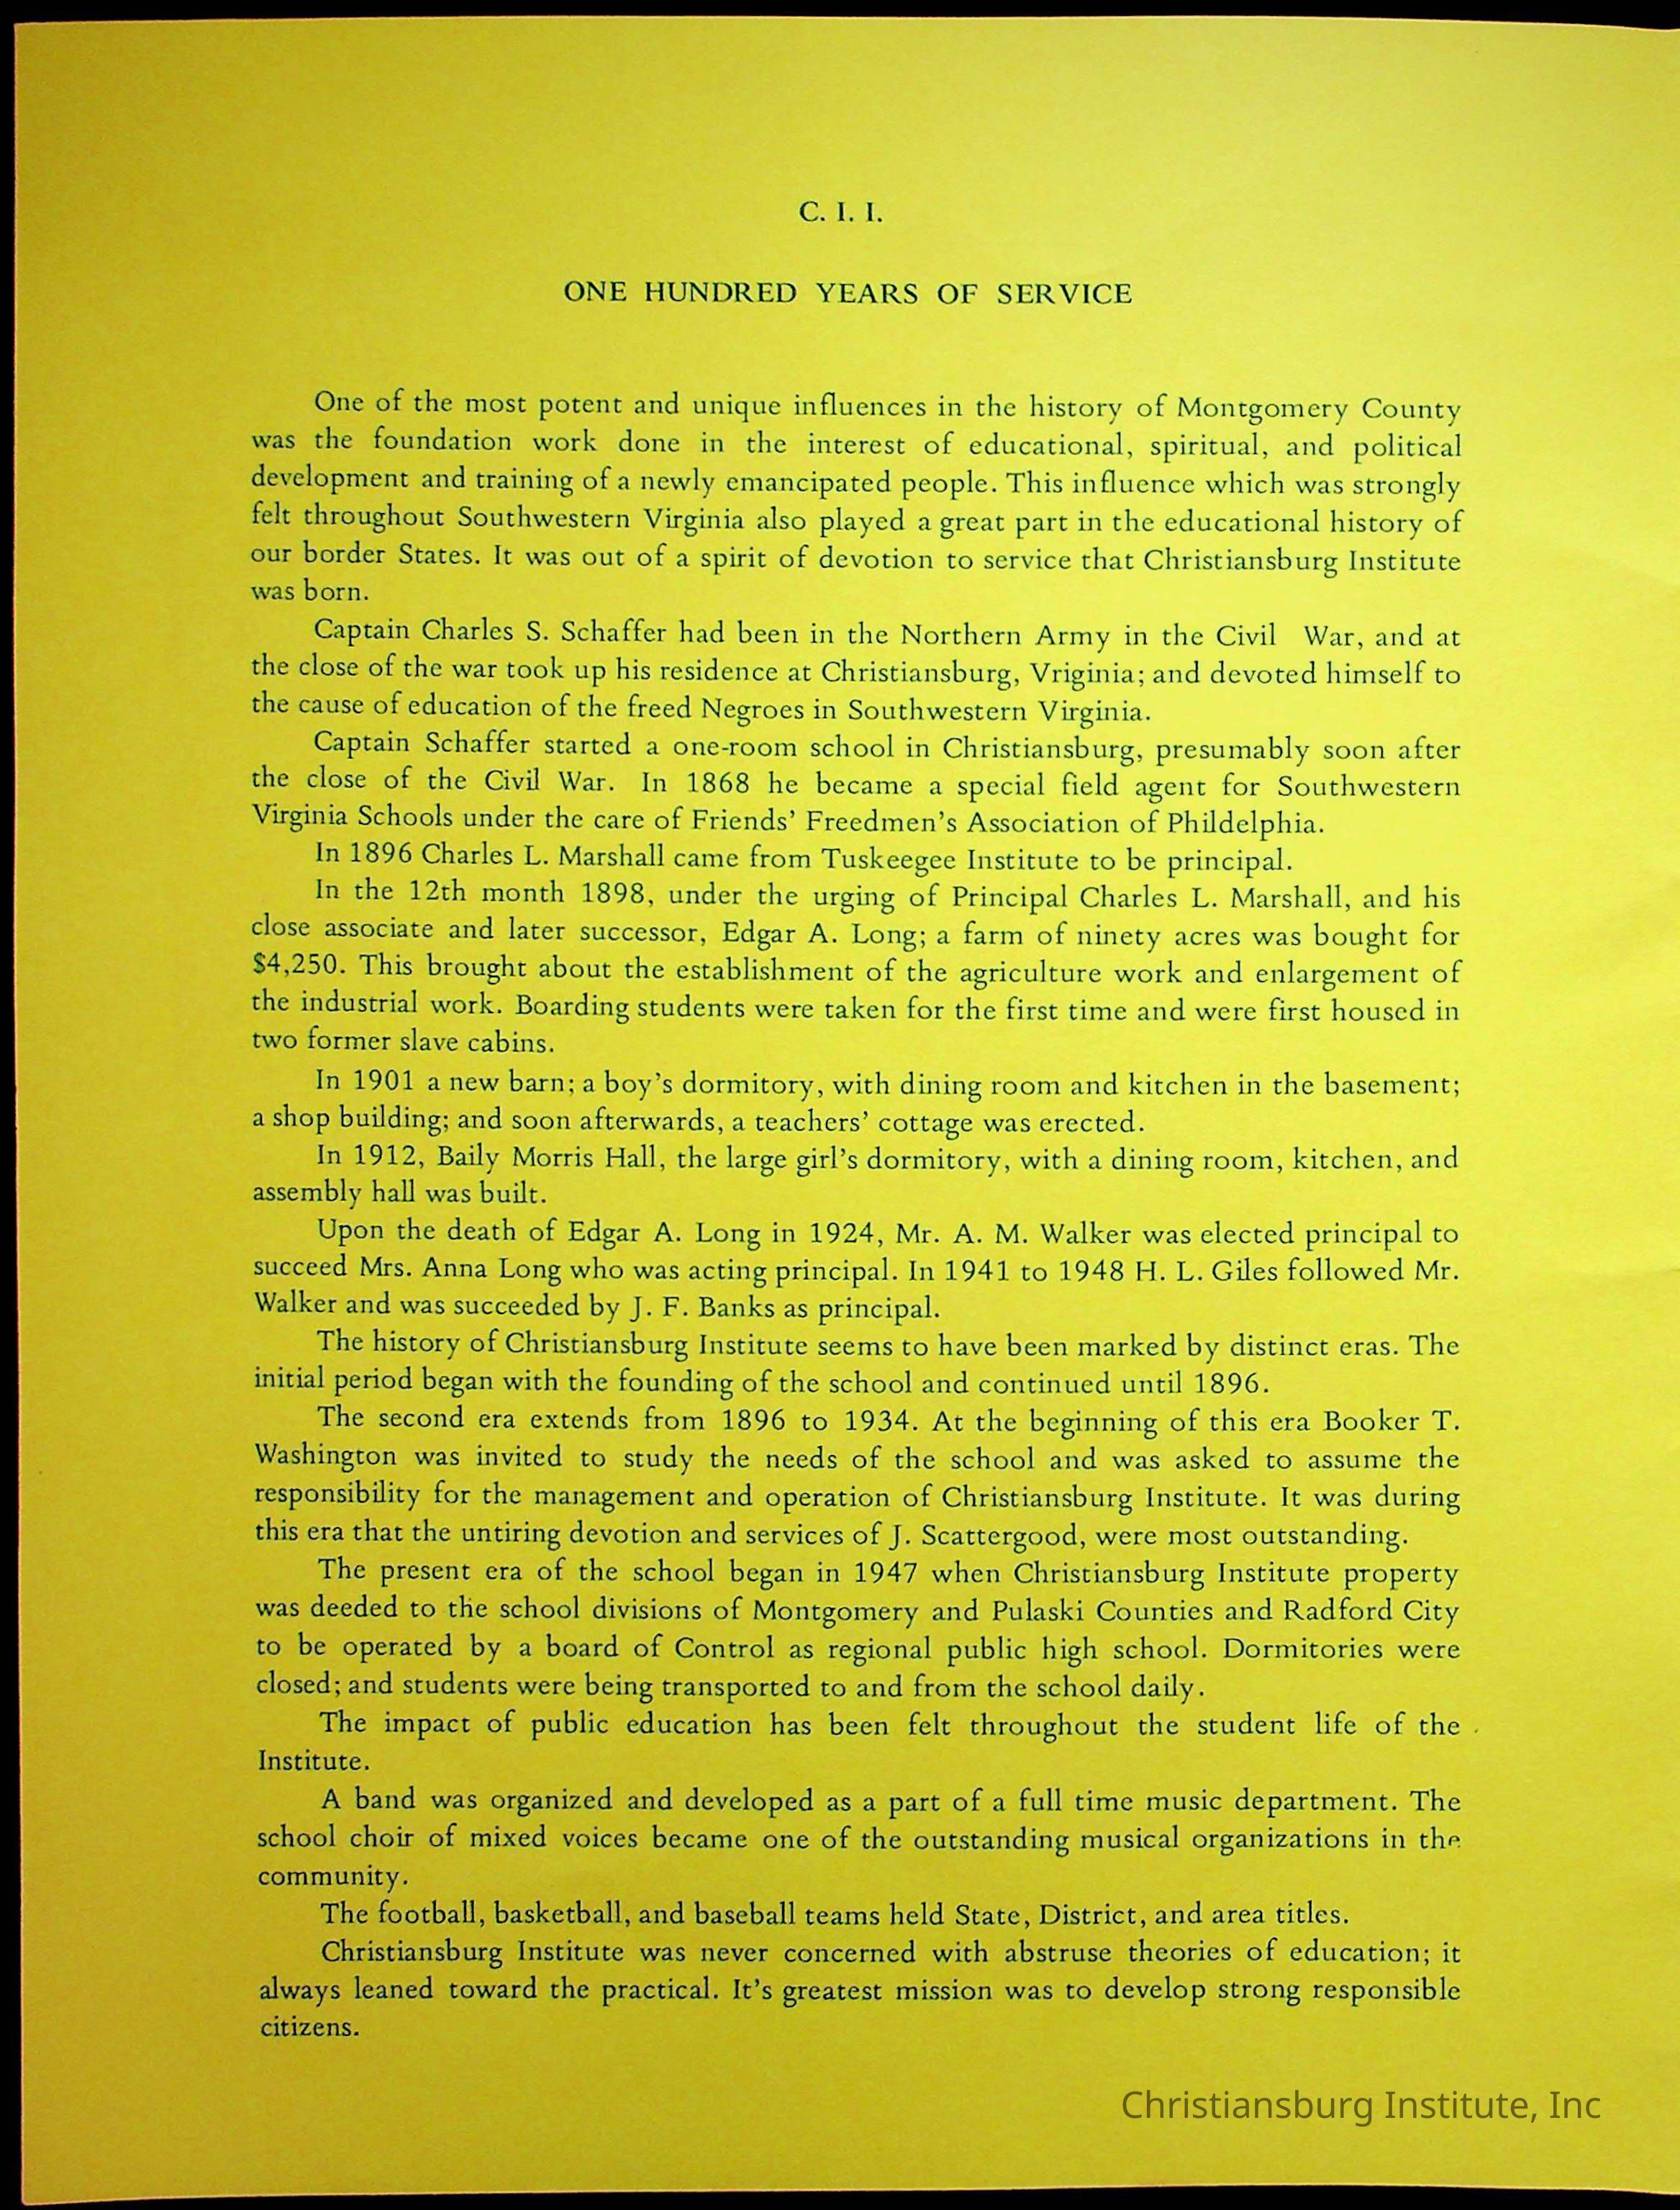 C. I. I.
ONE HUNDRED YEARS OF SERVICE
One of the most potent and unique influences in the history of Montgomery County
was the foundation work done in the interest of educational, spiritual, and political
development and training of a newly emancipated people. This influence which was strongly
felt throughout Southwestern Virginia also played a great part in the educational history of
our border States. It was out of a spirit of devotion to service that Christiansburg Institute
was born.
Captain Charles S. Schaffer had been in the Northern Army in the Civil War, and at
the close of the war took up his residence at Christiansburg, Vriginia; and devoted himself to
the cause of education of the freed Negroes in Southwestern Virginia.
Captain Schaffer started a one-room school in Christiansburg, presumably soon after
the close of the Civil War. In 1868 he became a special field agent for Southwestern
Virginia Schools under the care of Friends' Freedmen's Association of Phildelphia.
In 1896 Charles L. Marshall came from Tuskeegee Institute to be principal.
In the 12th month 1898, under the urging of Principal Charles L. Marshall, and his
close associate and later successor, Edgar A. Long; a farm of ninety acres was bought for
$4,250. This brought about the establishment of the agriculture work and enlargement of
the industrial work. Boarding students were taken for the first time and were first housed in
two former slave cabins.
In 1901 a new barn; a boy's dormitory, with dining room and kitchen in the basement;
a shop building; and soon afterwards, a teachers' cottage was erected.
In 1912, Baily Morris Hall, the large girl's dormitory, with a dining room, kitchen, and
assembly hall was built.
Upon the death of Edgar A. Long in 1924, Mr. A. M. Walker was elected principal to
succeed Mrs. Anna Long who was acting principal. In 1941 to 1948 H. L. Giles followed Mr.
Walker and was succeeded by J. F. Banks as principal.
The history of Christiansburg Institute seems to have been marked by distinct eras. The
initial period began with the founding of the school and continued until 1896.
The second era extends from 1896 to 1934. At the beginning of this era Booker T.
Washington was invited to study the needs of the school and was asked to assume the
responsibility for the management and operation of Christiansburg Institute. It was during
this era that the untiring devotion and services of J. Scattergood, were most outstanding.
The present era of the school began in 1947 when Christiansburg Institute property
was deeded to the school divisions of Montgomery and Pulaski Counties and Radford City
to be operated by a board of Control as regional public high school. Dormitories were
closed; and students were being transported to and from the school daily.
The impact of public education has been felt throughout the student life of the
Institute.
A band was organized and developed as a part of a full time music department. The
school choir of mixed voices became one of the outstanding musical organizations in the
community.
The football, basketball, and baseball teams held State, District, and area titles.
Christiansburg Institute was never concerned with abstruse theories of education; it
always leaned toward the practical. It's greatest mission was to develop strong responsible
citizens.
Christiansburg Institute, Inc